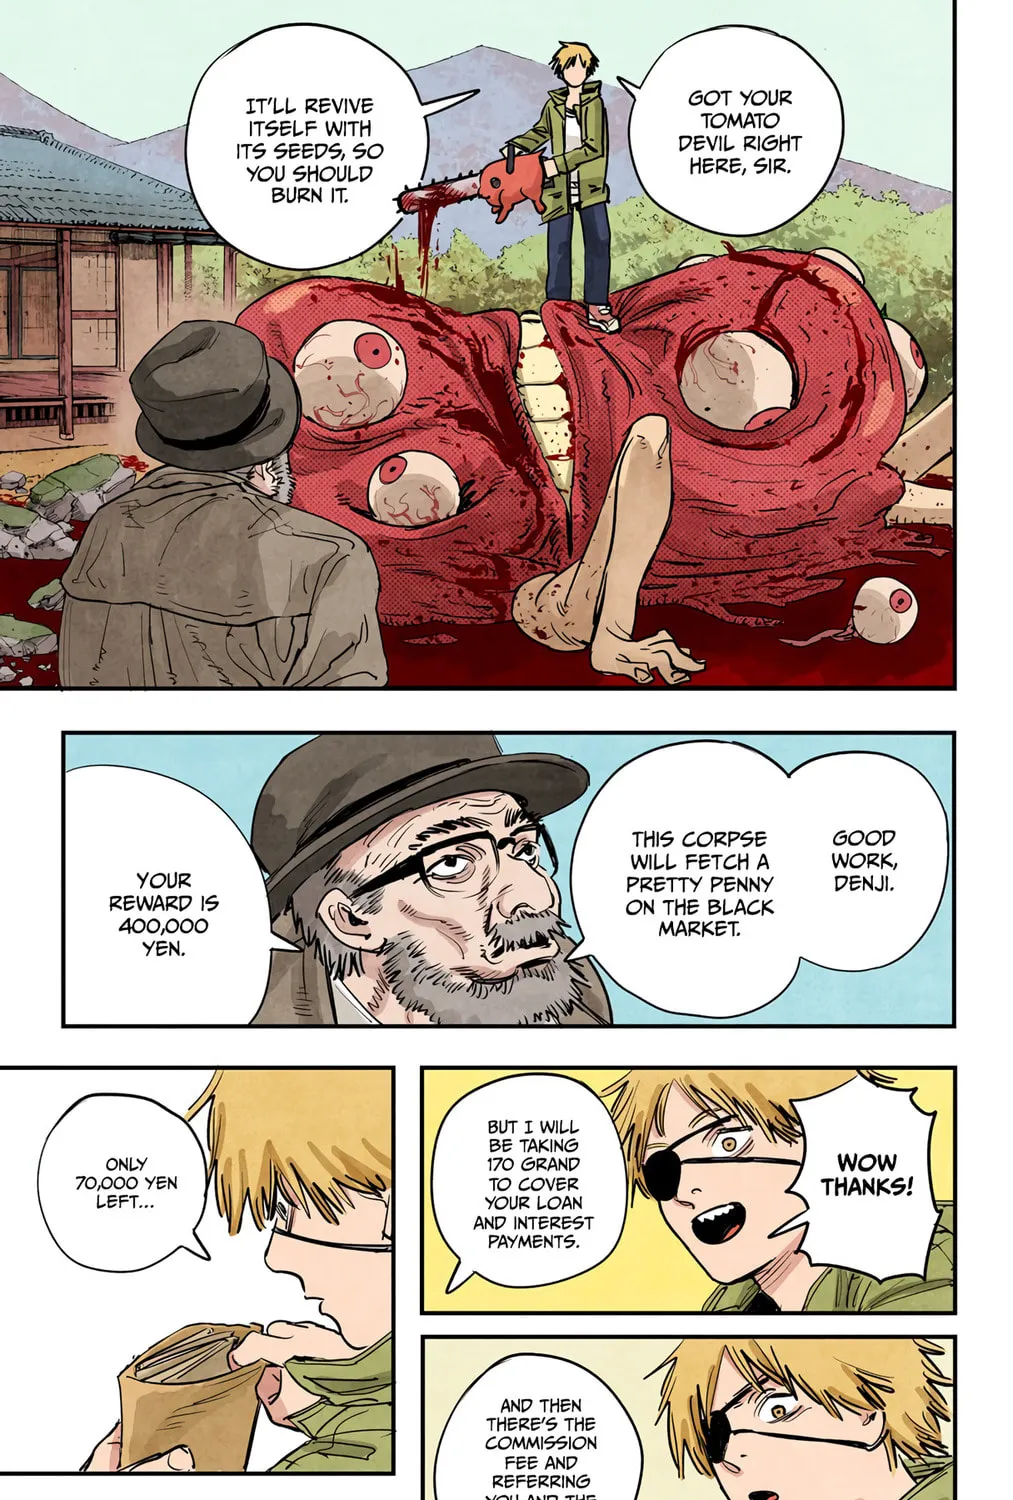 GOT YOUR
TOMATO
DEVIL RIGHT
HERE, SIR.
IT'LL REVIVE
ITSELF WITH
ITS SEEDS, SO
YOU SHOULD
BURN IT.
GOOD
WORK,
DENJI.
THIS CORPSE
WILL FETCH A
PRETTY PENNY
ON THE BLACK
MARKET.
YOUR
REWARD IS
400,000
YEN.
WOW
THANKS!
BUT I WILL
BE TAKING
170 GRAND
TO COVER
YOUR LOAN
AND INTEREST
PAYMENTS.
AND THEN
THERE'S THE
COMMISSION
FEE AND
REFERRING
YOU AND THE
ONLY
70,000 YEN
LEFT...